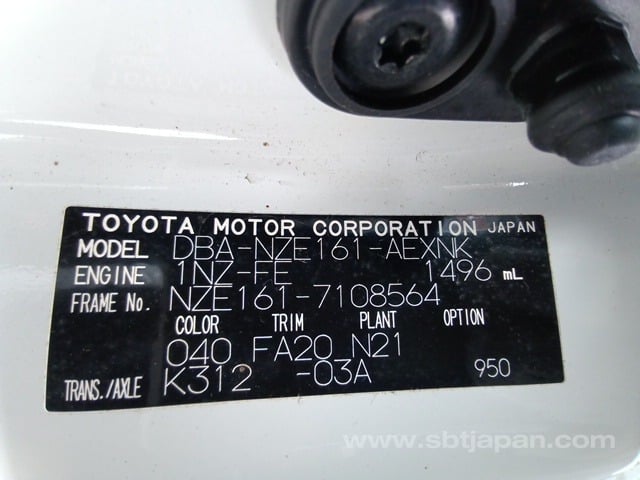 TOYOTA MOTOR CORPORATION JAPAN
MODEL DBA-NZE161-AEXNK
ENGINE 1NZ-FE 1496 mL
FRAME No. NZE161-7108564
COLOR TRIM PLANT OPTION
040 FA20 N21
TRANS./AXLE K312 -03A 950
www.sbtjapan.com